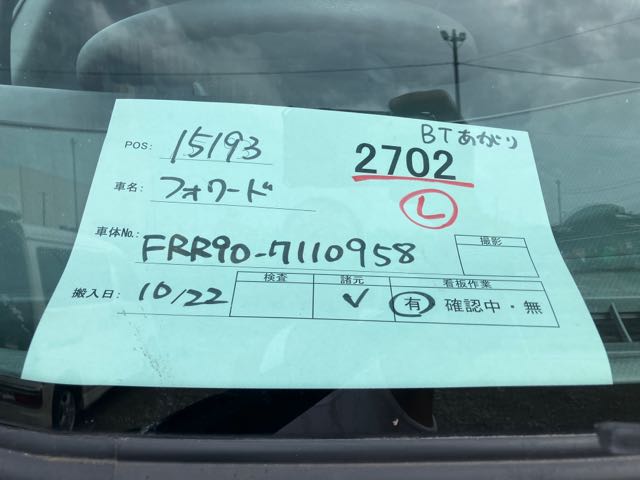 BTあがり
POS: 15193
2702
車名: フォワード
L
車体No.: FRR90-7110958
撮影
検査 諸元 看板作業
搬入日: 10/22 ✓ 有 確認中・無